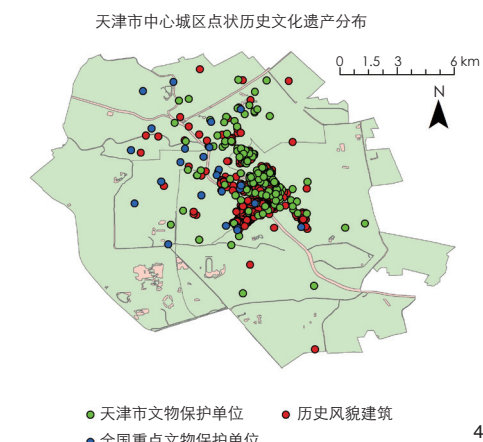 天津市中心城区点状历史文化遗产分布
0 1.5 3 6 km
N
天津市文物保护单位 历史风貌建筑
全国重点文物保护单位
4